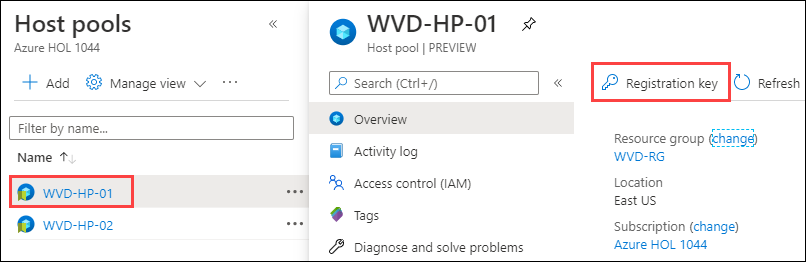 Host pools
Azure HOL 1044
Add
Manage view
Filter by name...
Name
WVD-HP-01
WVD-HP-02
WVD-HP-01
Host pool | PREVIEW
Search (Ctrl+/)
Overview
Activity log
Access control (IAM)
Tags
Diagnose and solve problems
Registration key
Refresh
Resource group (change)
WVD-RG
Location
East US
Subscription (change)
Azure HOL 1044